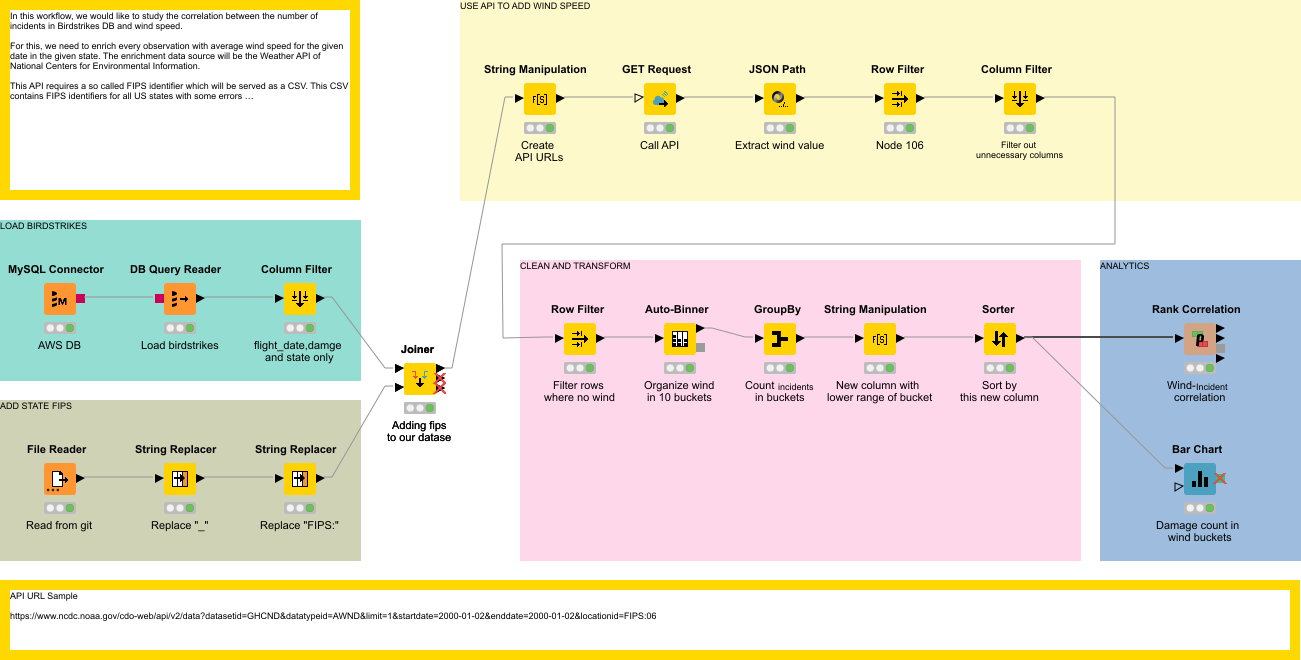 In this workflow, we would like to study the correlation between the number of
incidents in Birdstrikes DB and wind speed.
For this, we need to enrich every observation with average wind speed for the given
date in the given state. The enrichment data source will be the Weather API of
National Centers for Environmental Information.
This API requires a so called FIPS identifier which will be served as a CSV. This CSV
contains FIPS identifiers for all US states with some errors ...
USE API TO ADD WIND SPEED
String Manipulation
Create
API URLs
GET Request
Call API
JSON Path
Extract wind value
Row Filter
Node 106
Column Filter
Filter out
unnecessary columns
LOAD BIRDSTRIKES
MySQL Connector
AWS DB
DB Query Reader
Load birdstrikes
Column Filter
flight_date,damge
and state only
ADD STATE FIPS
File Reader
Read from git
String Replacer
Replace "_"
String Replacer
Replace "FIPS:"
Joiner
Adding fips
to our datase
CLEAN AND TRANSFORM
Row Filter
Filter rows
where no wind
Auto-Binner
Organize wind
in 10 buckets
GroupBy
Count incidents
in buckets
String Manipulation
New column with
lower range of bucket
Sorter
Sort by
this new column
ANALYTICS
Rank Correlation
Wind-Incident
correlation
Bar Chart
Damage count in
wind buckets
API URL Sample
https://www.ncdc.noaa.gov/cdo-web/api/v2/data?datasetid=GHCND&datatypeid=AWND&limit=1&startdate=2000-01-02&enddate=2000-01-02&locationid=FIPS:06